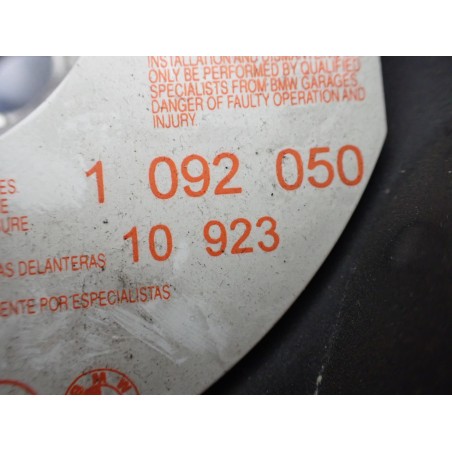 INSTALLATION AND
ONLY BE PERFORMED BY QUALIFIED
SPECIALISTS FROM BMW GARAGES.
DANGER OF FAULTY OPERATION AND
INJURY.
1 092 050
10 923
AS DELANTERAS
ENTE POR ESPECIALISTAS
BMW